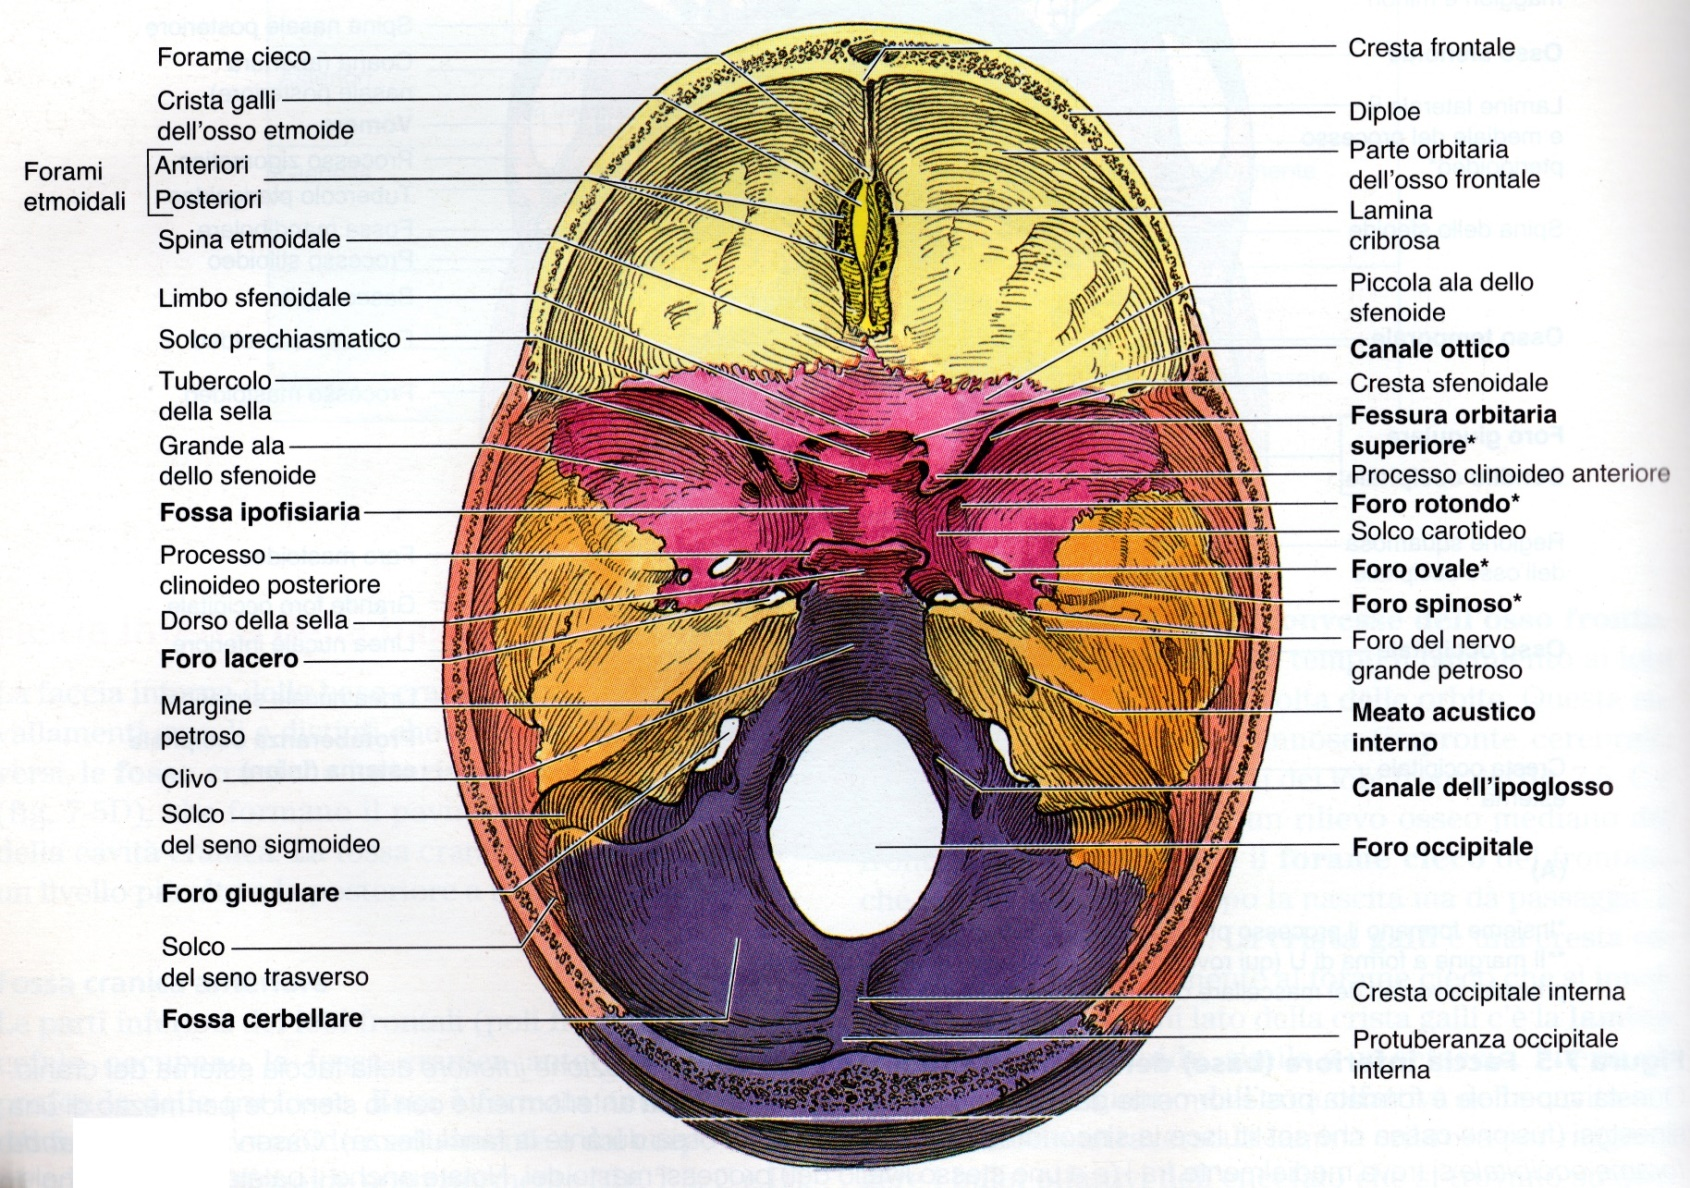 Forame cieco
Crista galli
dell'osso etmoide
Forami
etmoidali
Anteriori
Posteriori
Spina etmoidale
Limbo sfenoidale
Solco prechiasmatico
Tubercolo
della sella
Grande ala
dello sfenoide
Fossa ipofisiaria
Processo
clinoideo posteriore
Dorso della sella
Foro lacero
Margine
petroso
Clivo
Solco
del seno sigmoideo
Foro giugulare
Solco
del seno trasverso
Fossa cerbellare
Cresta frontale
Diploe
Parte orbitaria
dell'osso frontale
Lamina
cribrosa
Piccola ala dello
sfenoide
Canale ottico
Cresta sfenoidale
Fessura orbitaria
superiore*
Processo clinoideo anteriore
Foro rotondo*
Solco carotideo
Foro ovale*
Foro spinoso*
Foro del nervo
grande petroso
Meato acustico
interno
Canale dell'ipoglosso
Foro occipitale
Cresta occipitale interna
Protuberanza occipitale
interna